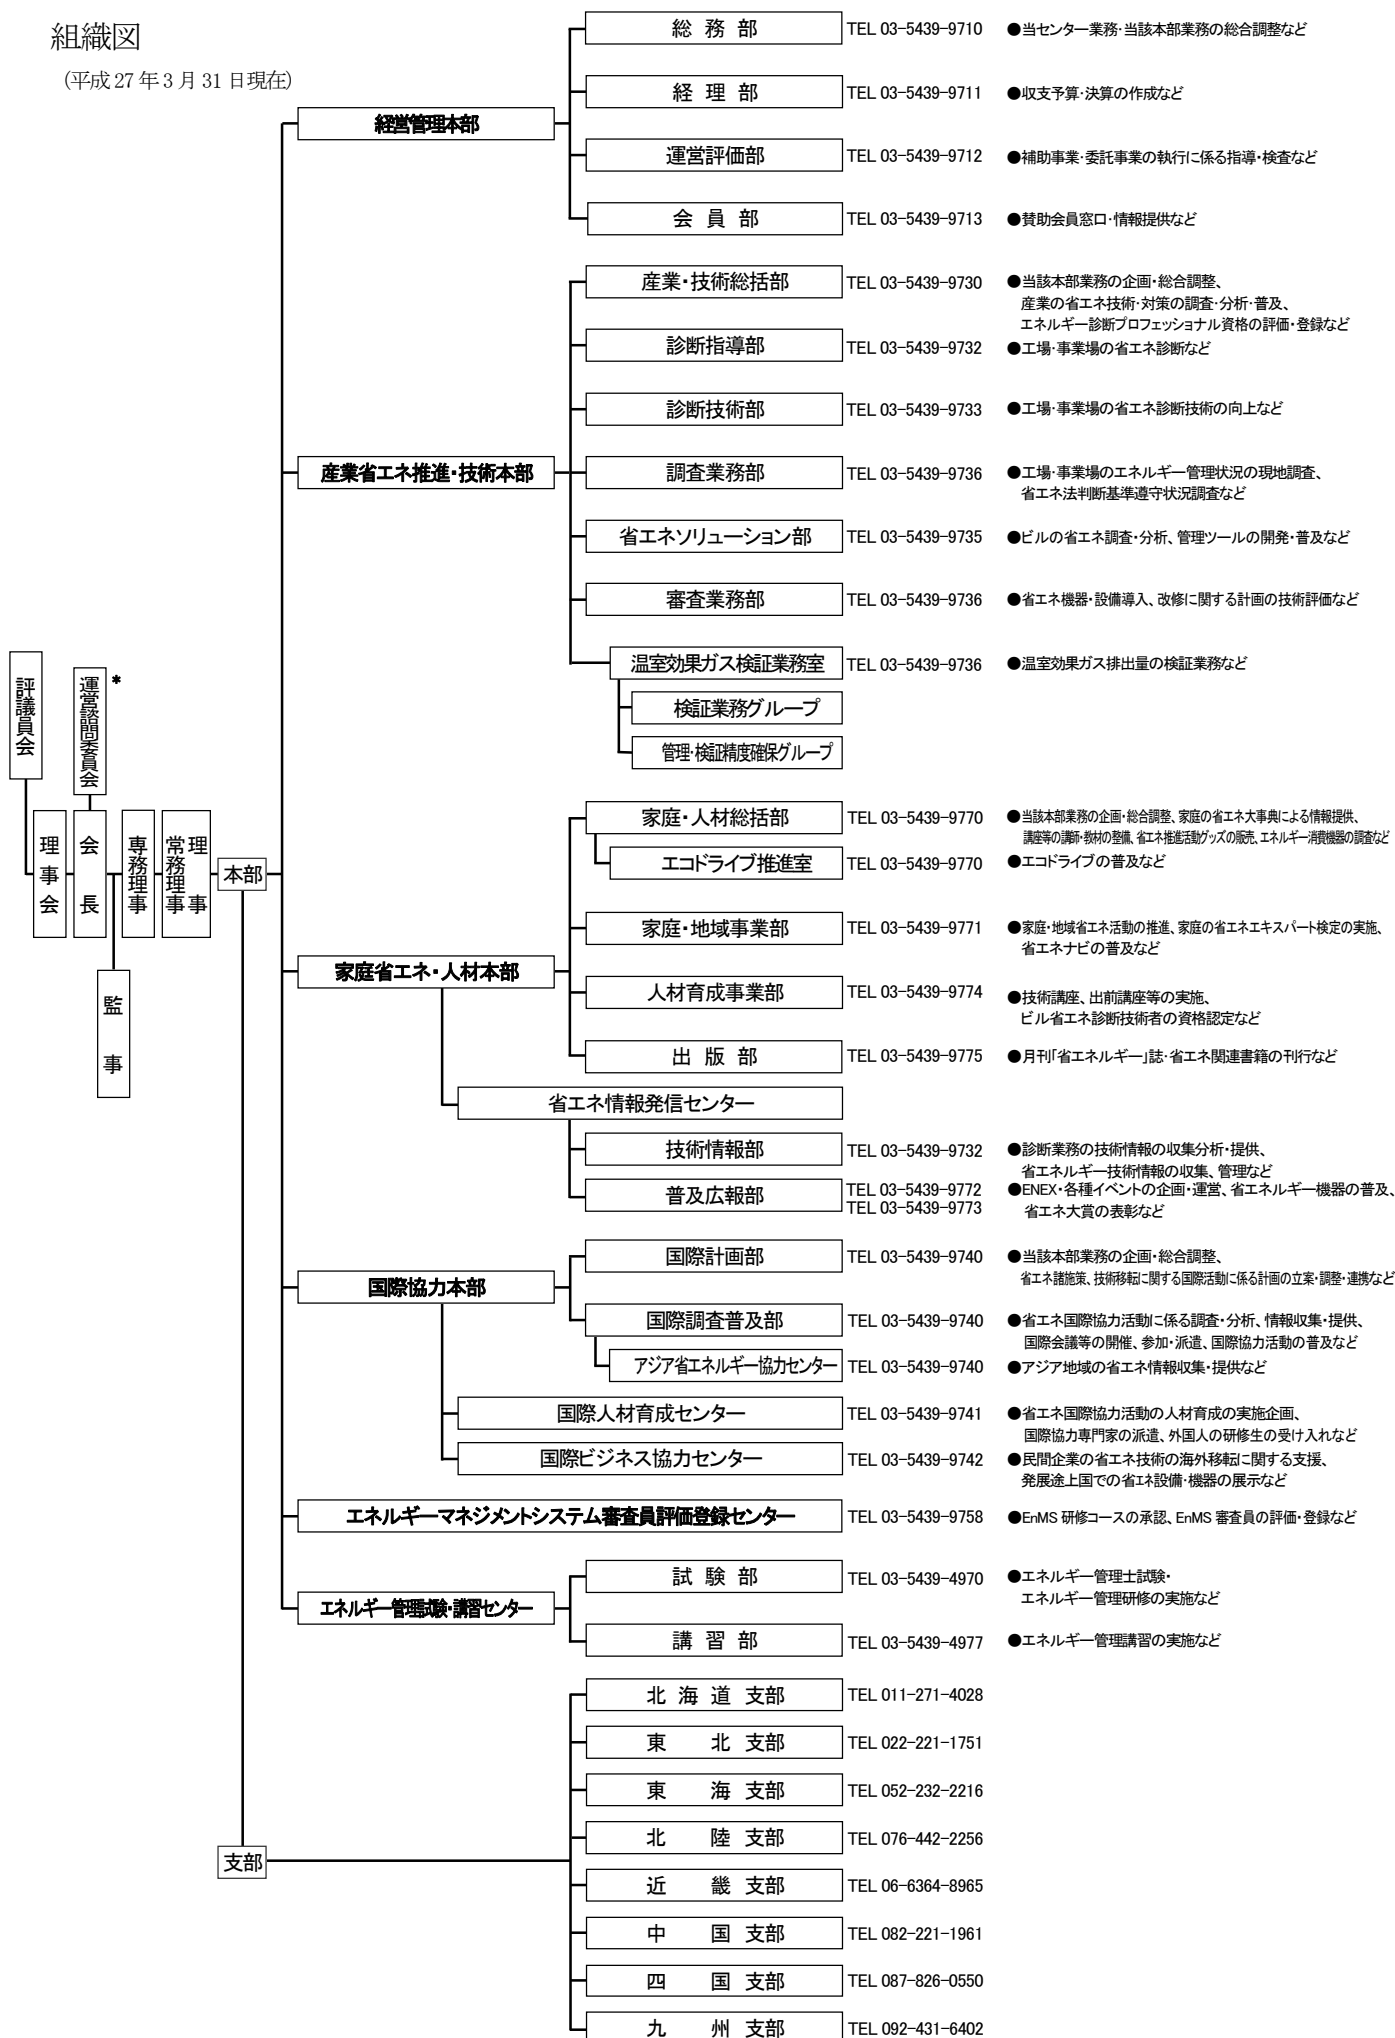 組織図
(平成27年3月31日現在)
評議員会
運営諮問委員会
*
理事会
会長
専務理事
常務理事
理事
監事
本部
経営管理本部
総務部 TEL 03-5439-9710 ●当センター業務・当該本部業務の総合調整など
経理部 TEL 03-5439-9711 ●収支予算・決算の作成など
運営評価部 TEL 03-5439-9712 ●補助事業・委託事業の執行に係る指導・検査など
会員部 TEL 03-5439-9713 ●賛助会員窓口・情報提供など
産業省エネ推進・技術本部
産業・技術総括部 TEL 03-5439-9730 ●当該本部業務の企画・総合調整、
産業の省エネ技術・対策の調査・分析・普及、
エネルギー診断プロフェッショナル資格の評価・登録など
診断指導部 TEL 03-5439-9732 ●工場・事業場の省エネ診断など
診断技術部 TEL 03-5439-9733 ●工場・事業場の省エネ診断技術の向上など
調査業務部 TEL 03-5439-9736 ●工場・事業場のエネルギー管理状況の現地調査、
省エネ法判断基準遵守状況調査など
省エネソリューション部 TEL 03-5439-9735 ●ビルの省エネ調査・分析、管理ツールの開発・普及など
審査業務部 TEL 03-5439-9736 ●省エネ機器・設備導入、改修に関する計画の技術評価など
温室効果ガス検証業務室 TEL 03-5439-9736 ●温室効果ガス排出量の検証業務など
検証業務グループ
管理・検証精度確保グループ
家庭省エネ・人材本部
家庭・人材総括部 TEL 03-5439-9770 ●当該本部業務の企画・総合調整、家庭の省エネ大事典による情報提供、
講座等の講師・教材の整備、省エネ推進活動グッズの販売、エネルギー消費機器の調査など
エコドライブ推進室 TEL 03-5439-9770 ●エコドライブの普及など
家庭・地域事業部 TEL 03-5439-9771 ●家庭・地域省エネ活動の推進、家庭の省エネエキスパート検定の実施、
省エネナビの普及など
人材育成事業部 TEL 03-5439-9774 ●技術講座、出前講座等の実施、
ビル省エネ診断技術者の資格認定など
出版部 TEL 03-5439-9775 ●月刊「省エネルギー」誌・省エネ関連書籍の刊行など
省エネ情報発信センター
技術情報部 TEL 03-5439-9732 ●診断業務の技術情報の収集分析・提供、
省エネルギー技術情報の収集、管理など
普及広報部 TEL 03-5439-9772 ●ENEX・各種イベントの企画・運営、省エネルギー機器の普及、
TEL 03-5439-9773 省エネ大賞の表彰など
国際協力本部
国際計画部 TEL 03-5439-9740 ●当該本部業務の企画・総合調整、
省エネ諸施策、技術移転に関する国際活動に係る計画の立案・調整・連携など
国際調査普及部 TEL 03-5439-9740 ●省エネ国際協力活動に係る調査・分析、情報収集・提供、
国際会議等の開催、参加・派遣、国際協力活動の普及など
アジア省エネルギー協力センター TEL 03-5439-9740 ●アジア地域の省エネ情報収集・提供など
国際人材育成センター TEL 03-5439-9741 ●省エネ国際協力活動の人材育成の実施企画、
国際協力専門家の派遣、外国人の研修生の受け入れなど
国際ビジネス協力センター TEL 03-5439-9742 ●民間企業の省エネ技術の海外移転に関する支援、
発展途上国での省エネ設備・機器の展示など
エネルギーマネジメントシステム審査員評価登録センター TEL 03-5439-9758 ●EnMS 研修コースの承認、EnMS 審査員の評価・登録など
エネルギー管理試験・講習センター
試験部 TEL 03-5439-4970 ●エネルギー管理士試験・
エネルギー管理研修の実施など
講習部 TEL 03-5439-4977 ●エネルギー管理講習の実施など
支部
北海道支部 TEL 011-271-4028
東北支部 TEL 022-221-1751
東海支部 TEL 052-232-2216
北陸支部 TEL 076-442-2256
近畿支部 TEL 06-6364-8965
中国支部 TEL 082-221-1961
四国支部 TEL 087-826-0550
九州支部 TEL 092-431-6402